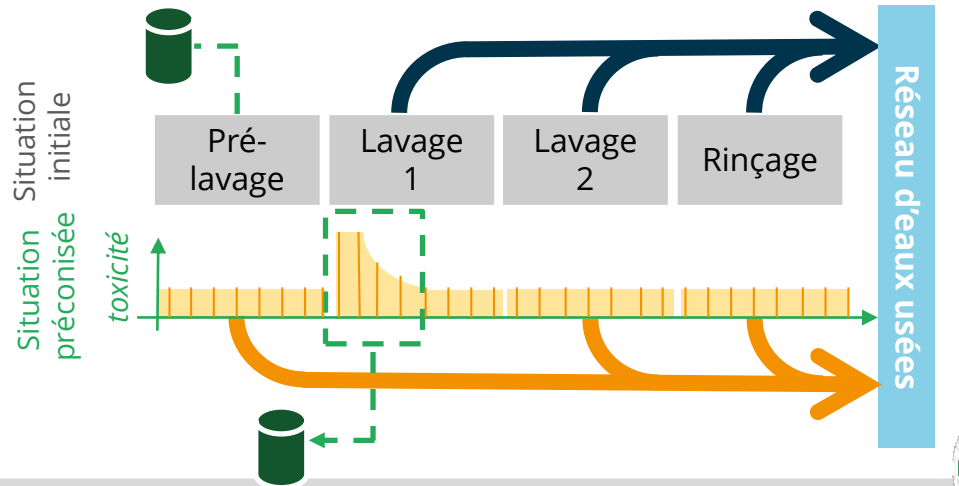 Situation
initiale
Pré-
lavage
Lavage
1
Lavage
2
Rinçage
Réseau d'eaux usées
Situation
préconisée
toxicité